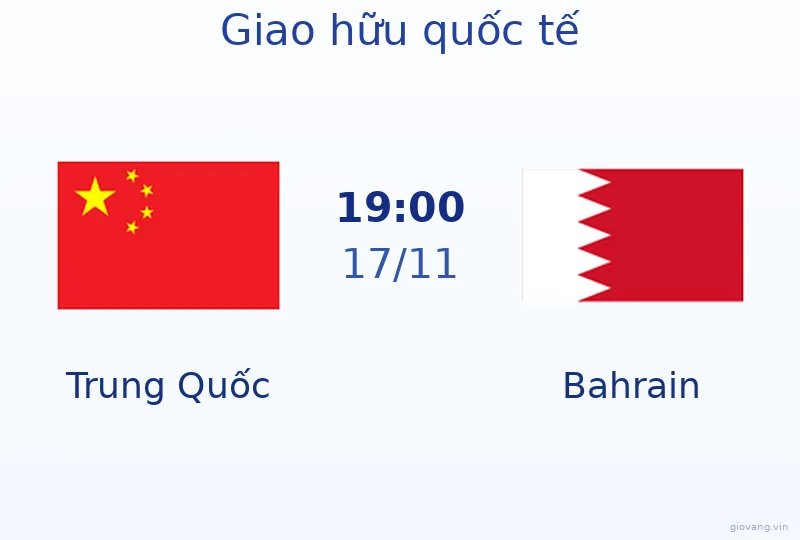 Giao hữu quốc tế
19:00
17/11
Trung Quốc
Bahrain
giovang.vin